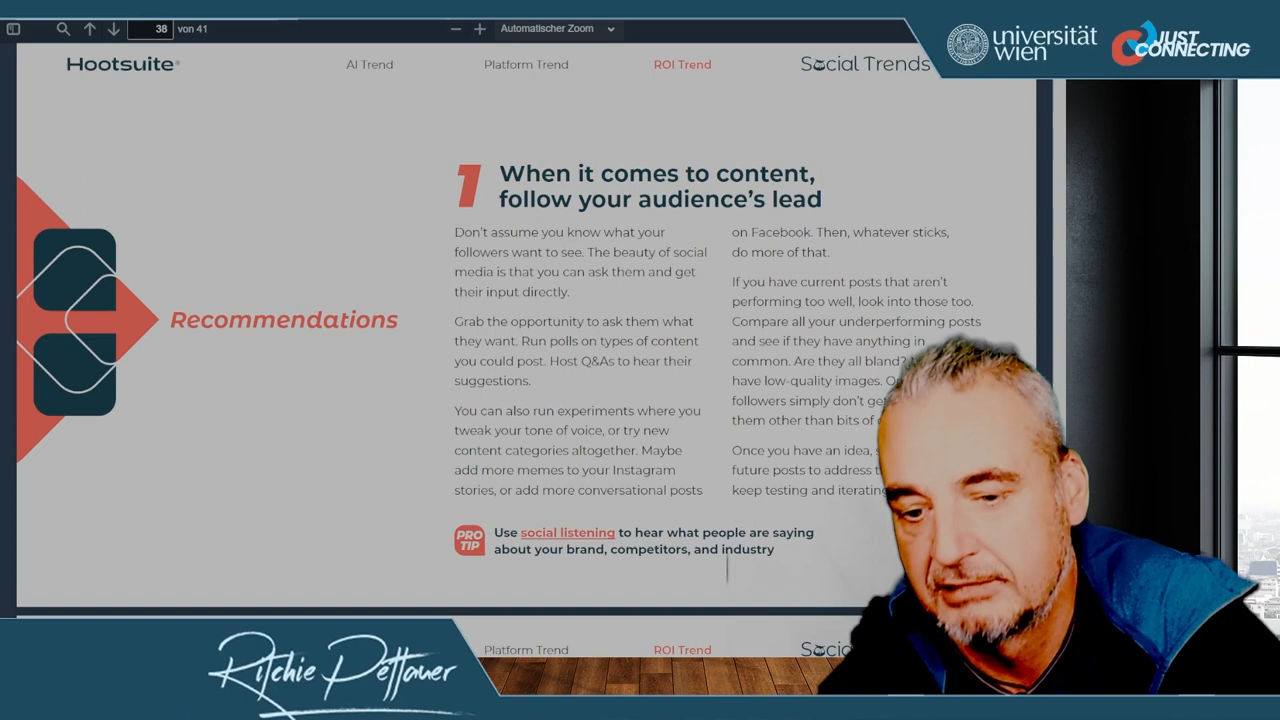 38 von 41
Automatischer Zoom
universität
wien
JUST
CONNECTING
Hootsuite®
AI Trend
Platform Trend
ROI Trend
Social Trends
1
When it comes to content,
follow your audience's lead
Don't assume you know what your
followers want to see. The beauty of social
media is that you can ask them and get
their input directly.
Grab the opportunity to ask them what
they want. Run polls on types of content
you could post. Host Q&As to hear their
suggestions.
You can also run experiments where you
tweak your tone of voice, or try new
content categories altogether. Maybe
add more memes to your Instagram
stories, or add more conversational posts
on Facebook. Then, whatever sticks,
do more of that.
If you have current posts that aren't
performing too well, look into those too.
Compare all your underperforming posts
and see if they have anything in
common. Are they all bland?
have low-quality images.
followers simply don't
them other than bits of
Once you have an idea,
future posts to address
keep testing and iterating
Recommendations
PRO
TIP
Use social listening to hear what people are saying
about your brand, competitors, and industry
Platform Trend
ROI Trend
Ritchie Pettauer